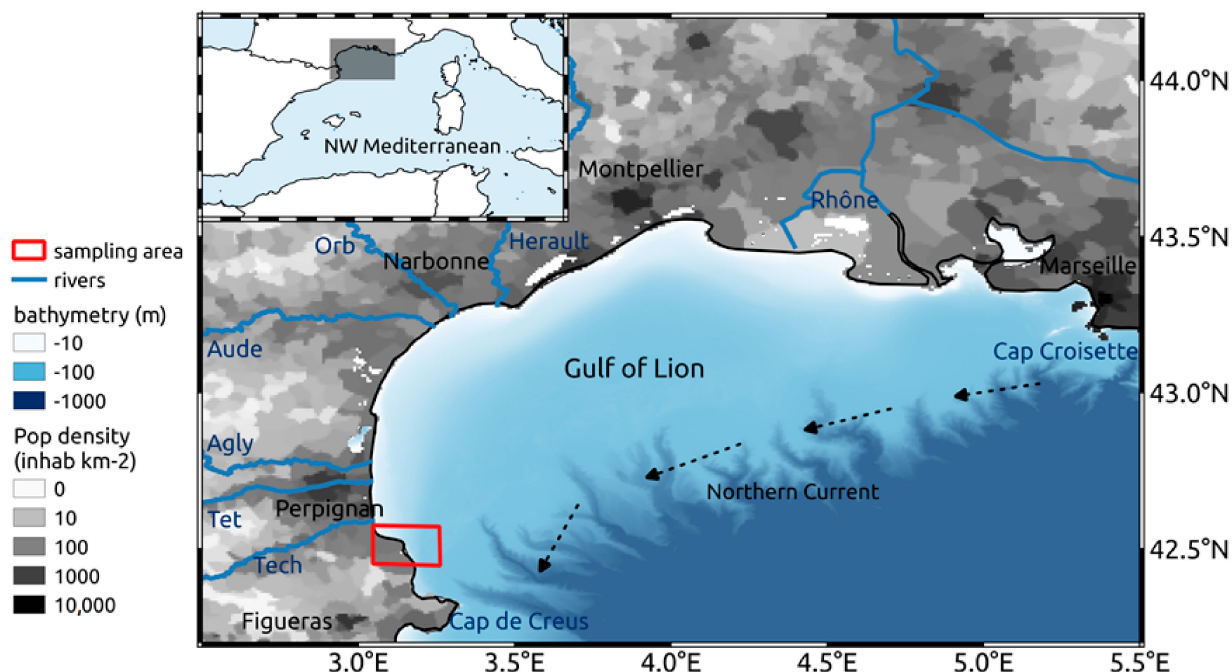 NW Mediterranean
44.0°N
Montpellier
Rhône
43.5°N
Orb
Herault
Narbonne
Marseille
sampling area
rivers
bathymetry (m)
-10
-100
-1000
Aude
Cap Croisette
Gulf of Lion
43.0°N
Pop density
(inhab km-2)
0
10
100
1000
10,000
Agly
Northern Current
Tet
Perpignan
42.5°N
Tech
Figueras
Cap de Creus
3.0°E
3.5°E
4.0°E
4.5°E
5.0°E
5.5°E